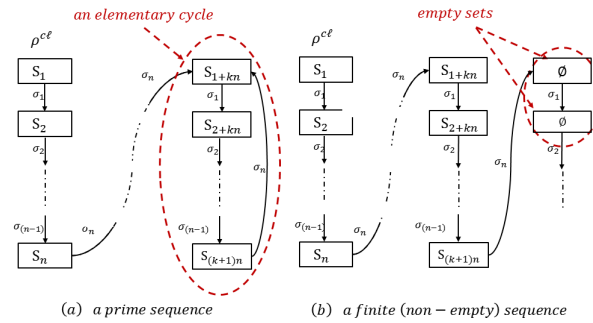 an elementary cycle
empty sets
ρ^{cℓ}
S_1
σ_1
S_2
σ_2
σ_{(n−1)}
S_n
σ_n
σ_n
S_{1+kn}
σ_1
S_{2+kn}
σ_2
σ_n
σ_{(n−1)}
S_{(k+1)n}
(a) a prime sequence
ρ^{cℓ}
S_1
σ_1
S_2
σ_2
σ_{(n−1)}
S_n
σ_n
σ_n
S_{1+kn}
σ_1
S_{2+kn}
σ_2
σ_{(n−1)}
S_{(k+1)n}
σ_n
∅
σ_1
∅
σ_2
(b) a finite (non − empty) sequence